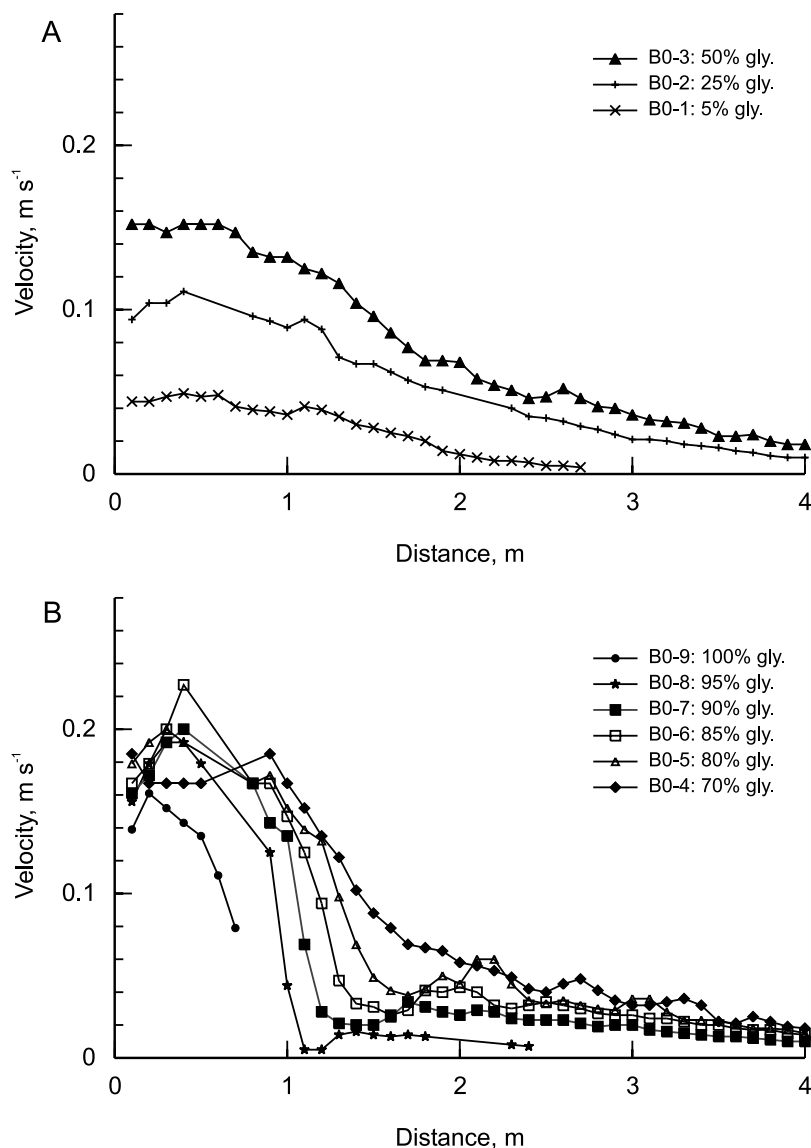 A
B0-3: 50% gly.
B0-2: 25% gly.
B0-1: 5% gly.
0.2
0.1
0
Velocity, m s⁻¹
0 1 2 3 4
Distance, m
B
B0-9: 100% gly.
B0-8: 95% gly.
B0-7: 90% gly.
B0-6: 85% gly.
B0-5: 80% gly.
B0-4: 70% gly.
0.2
0.1
0
Velocity, m s⁻¹
0 1 2 3 4
Distance, m